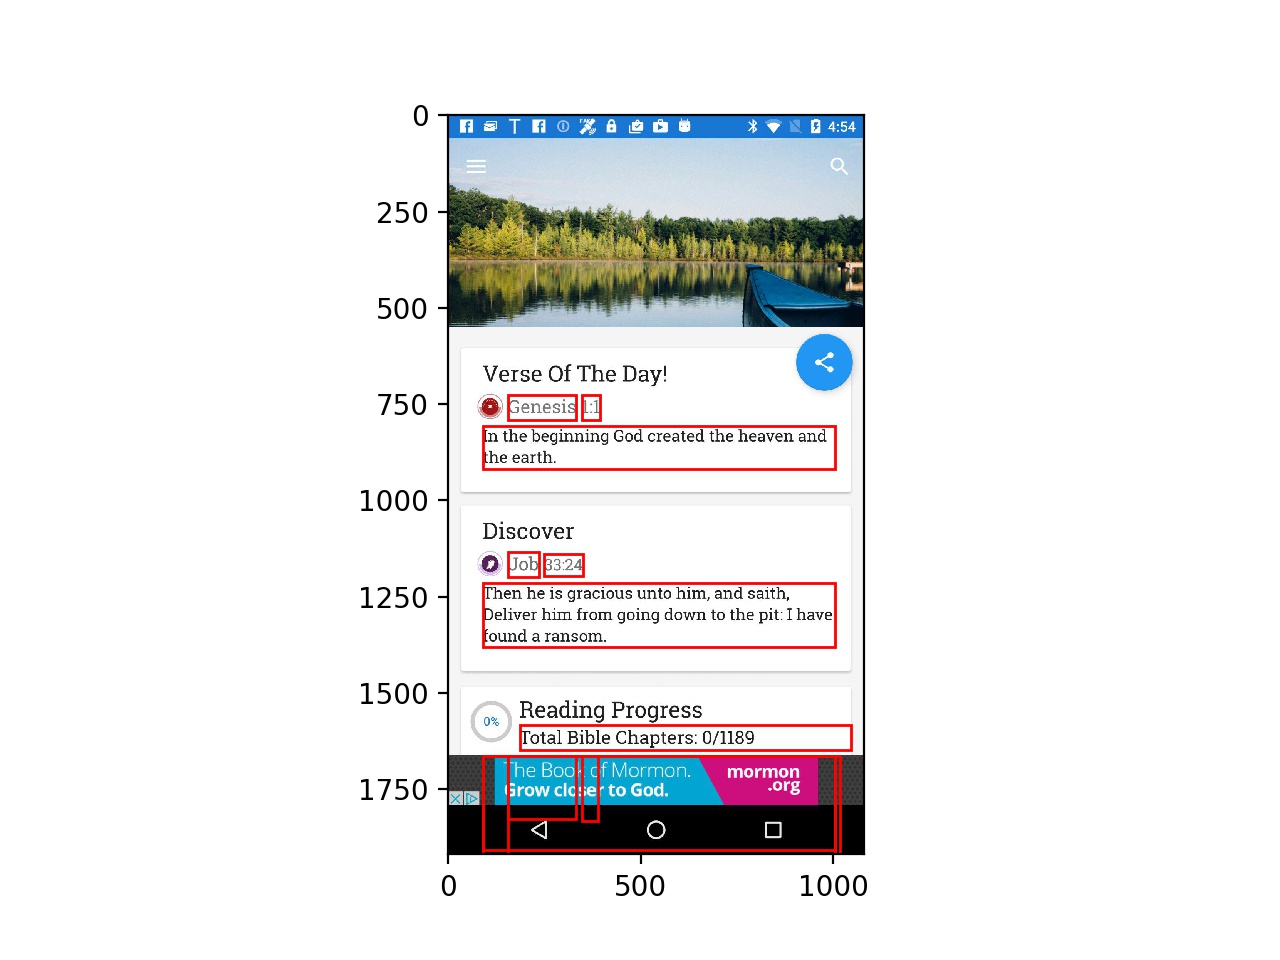 0
4:54
250
500
Verse Of The Day!
750
Genesis 1:1
In the beginning God created the heaven and
the earth.
1000
Discover
Job 33:24
1250
Then he is gracious unto him, and saith,
Deliver him from going down to the pit: I have
found a ransom.
1500
Reading Progress
0%
Total Bible Chapters: 0/1189
1750
The Book of Mormon.
Grow closer to God.
mormon
.org
0 500 1000